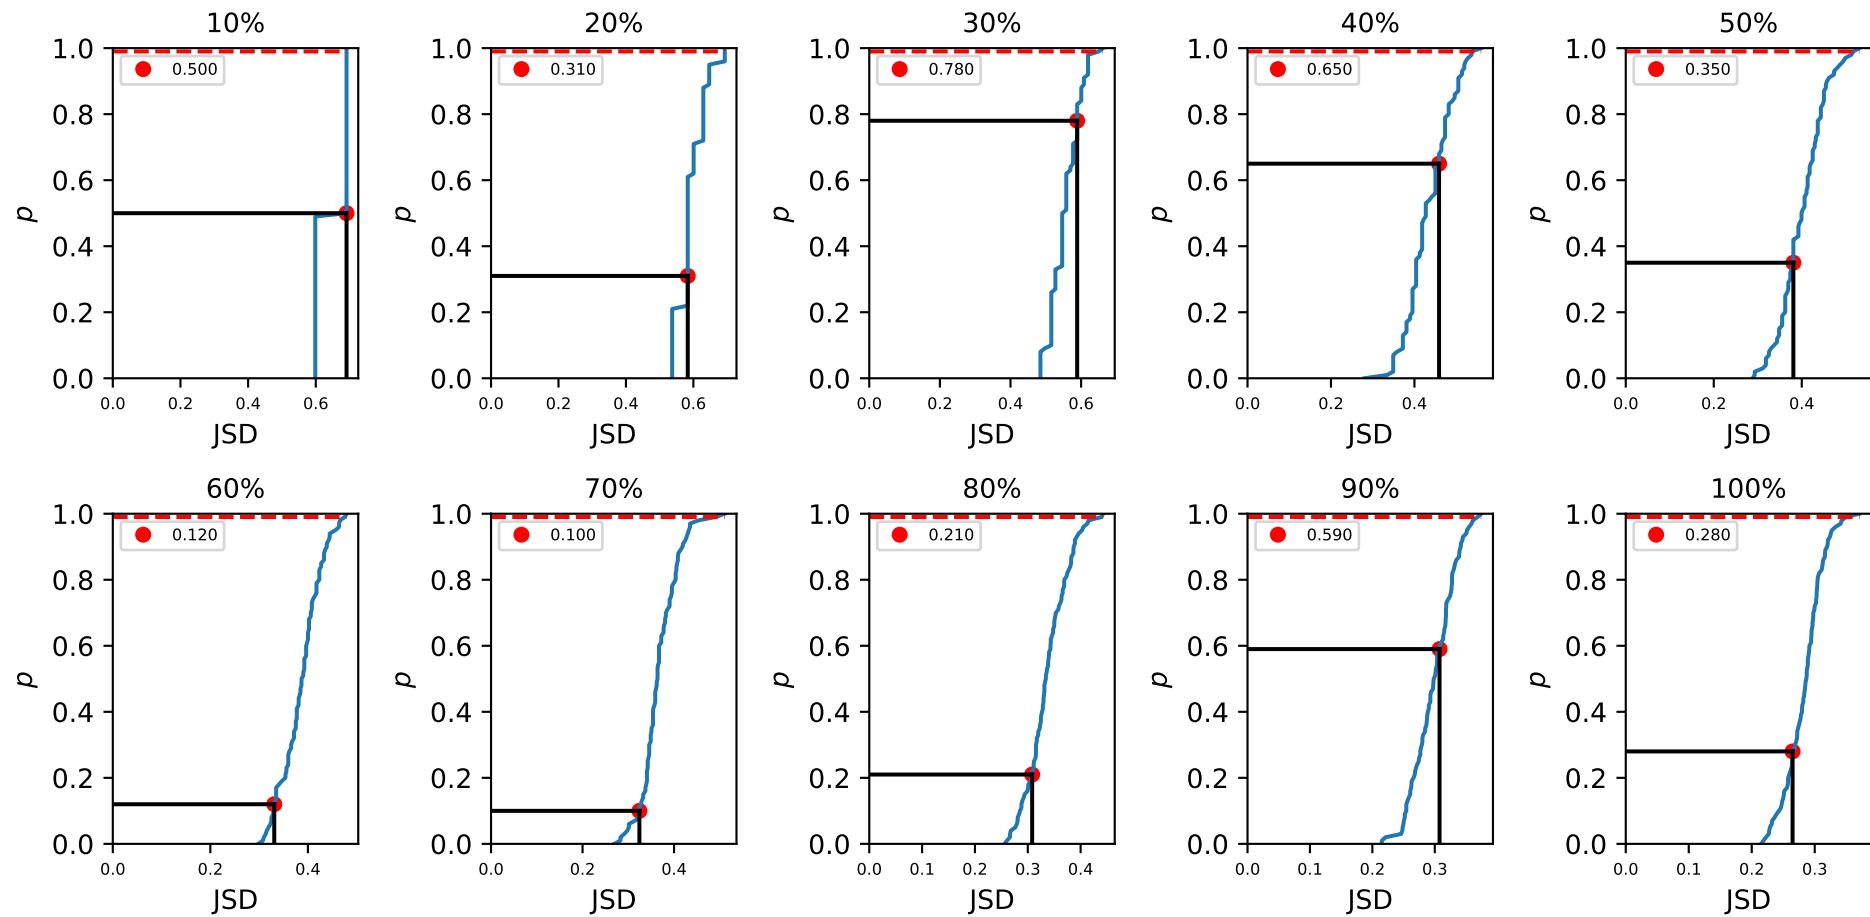 10% 20% 30% 40% 50%
p 1.0 0.8 0.6 0.4 0.2 0.0 0.500 0.0 0.2 0.4 0.6 JSD
p 1.0 0.8 0.6 0.4 0.2 0.0 0.310 0.0 0.2 0.4 0.6 JSD
p 1.0 0.8 0.6 0.4 0.2 0.0 0.780 0.0 0.2 0.4 0.6 JSD
p 1.0 0.8 0.6 0.4 0.2 0.0 0.650 0.0 0.2 0.4 JSD
p 1.0 0.8 0.6 0.4 0.2 0.0 0.350 0.0 0.2 0.4 JSD
60% 70% 80% 90% 100%
p 1.0 0.8 0.6 0.4 0.2 0.0 0.120 0.0 0.2 0.4 JSD
p 1.0 0.8 0.6 0.4 0.2 0.0 0.100 0.0 0.2 0.4 JSD
p 1.0 0.8 0.6 0.4 0.2 0.0 0.210 0.0 0.1 0.2 0.3 0.4 JSD
p 1.0 0.8 0.6 0.4 0.2 0.0 0.590 0.0 0.1 0.2 0.3 JSD
p 1.0 0.8 0.6 0.4 0.2 0.0 0.280 0.0 0.1 0.2 0.3 JSD